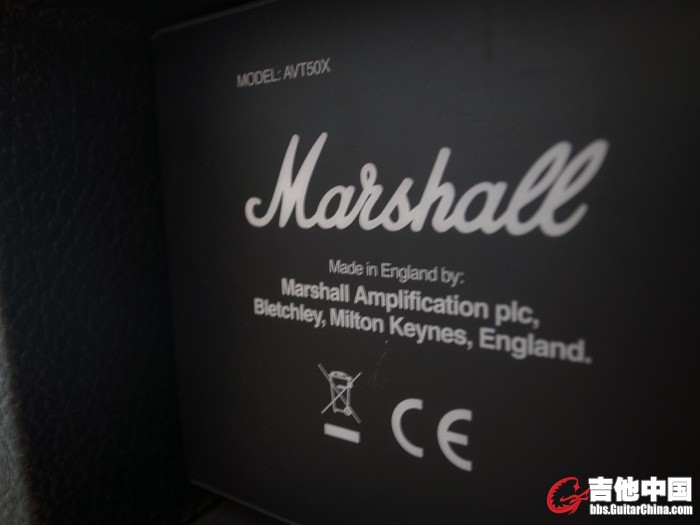 MODEL: AVT50X
Marshall
Made in England by:
Marshall Amplification plc,
Bletchley, Milton Keynes, England.
CE
吉他中国
bbs.GuitarChina.com